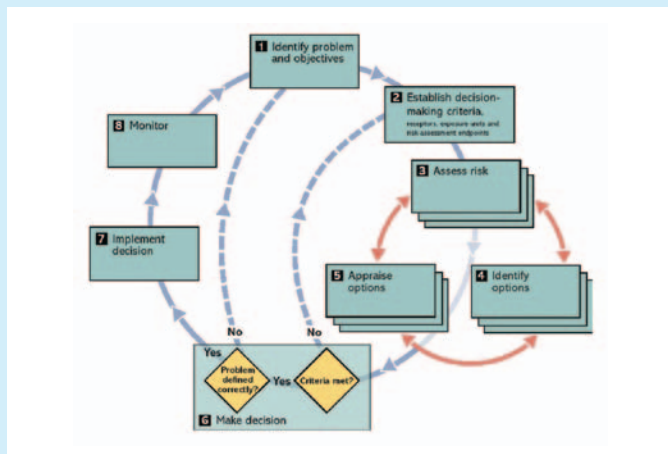 1 Identify problem
and objectives
2 Establish decision-
making criteria,
receptors, exposure units and
risk assessment endpoints
3 Assess risk
4 Identify
options
5 Appraise
options
6 Make decision
Criteria met?
No
Yes
Problem
defined
correctly?
No
Yes
7 Implement
decision
8 Monitor